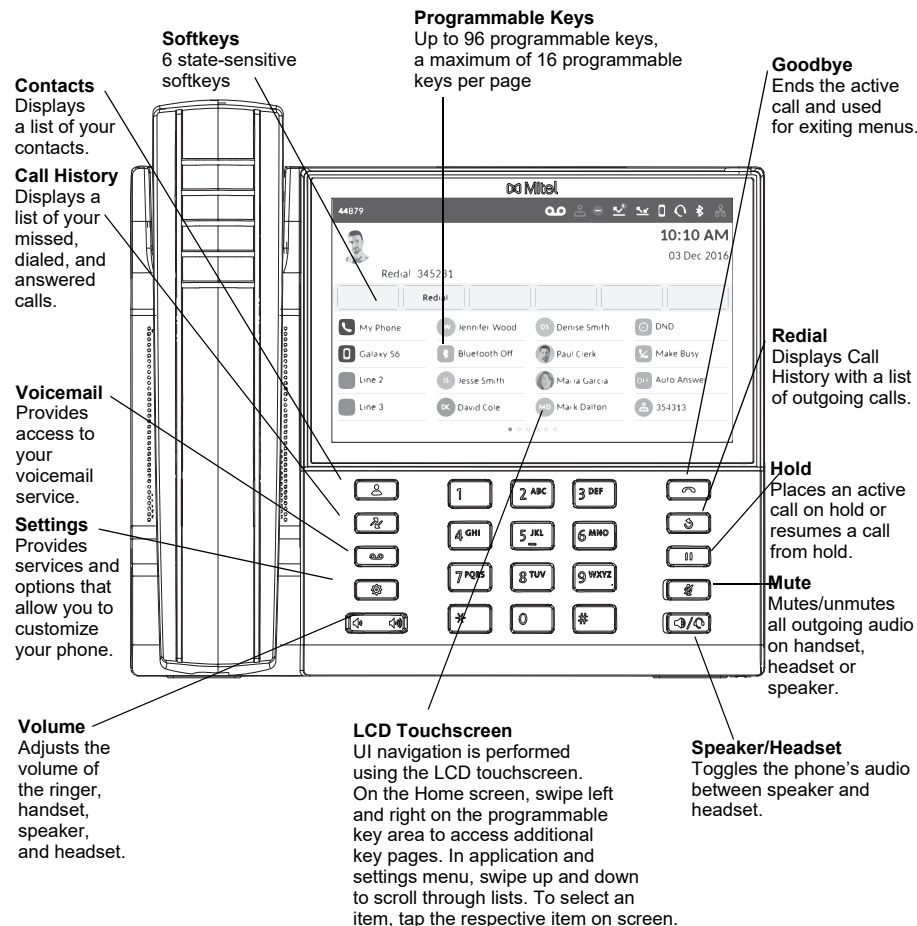 Programmable Keys
Up to 96 programmable keys,
a maximum of 16 programmable
keys per page
Softkeys
6 state-sensitive
softkeys
Goodbye
Ends the active
call and used
for exiting menus.
Contacts
Displays
a list of your
contacts.
Call History
Displays a
list of your
missed,
dialed, and
answered
calls.
Voicemail
Provides
access to
your
voicemail
service.
Settings
Provides
services and
options that
allow you to
customize
your phone.
Mitel
44879
10:10 AM
03 Dec 2016
Redial 345231
Redial
My Phone
W Jennifer Wood
DS Denise Smith
DND
Galaxy S6
Bluetooth Off
Paul Clerk
Make Busy
Line 2
JS Jesse Smith
Maria Garcia
OFF Auto Answer
Line 3
DC David Cole
MD Mark Dalton
354313
1
2 ABC
3 DEF
4 GHI
5 JKL
6 MNO
7 PQRS
8 TUV
9 WXYZ
*
0
#
Redial
Displays Call
History with a list
of outgoing calls.
Hold
Places an active
call on hold or
resumes a call
from hold.
Mute
Mutes/unmutes
all outgoing audio
on handset,
headset or
speaker.
Volume
Adjusts the
volume of
the ringer,
handset,
speaker,
and headset.
LCD Touchscreen
UI navigation is performed
using the LCD touchscreen.
On the Home screen, swipe left
and right on the programmable
key area to access additional
key pages. In application and
settings menu, swipe up and down
to scroll through lists. To select an
item, tap the respective item on screen.
Speaker/Headset
Toggles the phone's audio
between speaker and
headset.